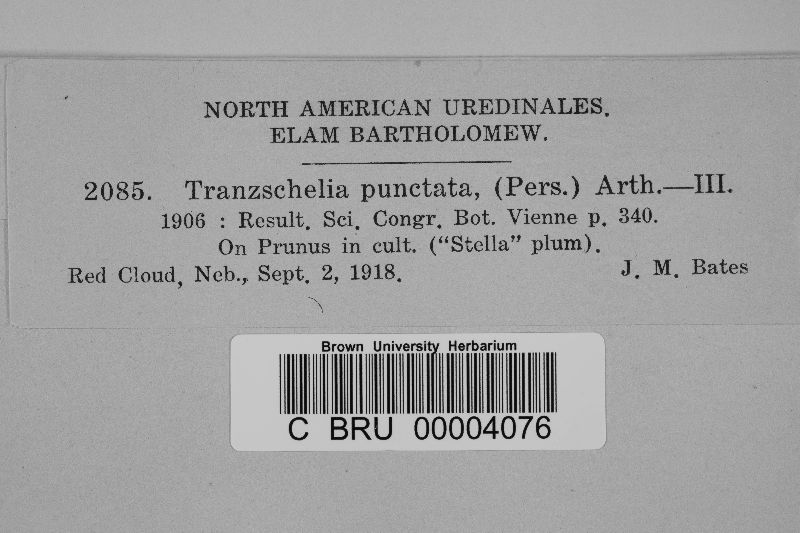 NORTH AMERICAN UREDINALES.
ELAM BARTHOLOMEW.
2085. Tranzschelia punctata, (Pers.) Arth.—III.
1906 : Result. Sci. Congr. Bot. Vienne p. 340.
On Prunus in cult. (“Stella” plum).
Red Cloud, Neb., Sept. 2, 1918. J. M. Bates
Brown University Herbarium
C BRU 00004076